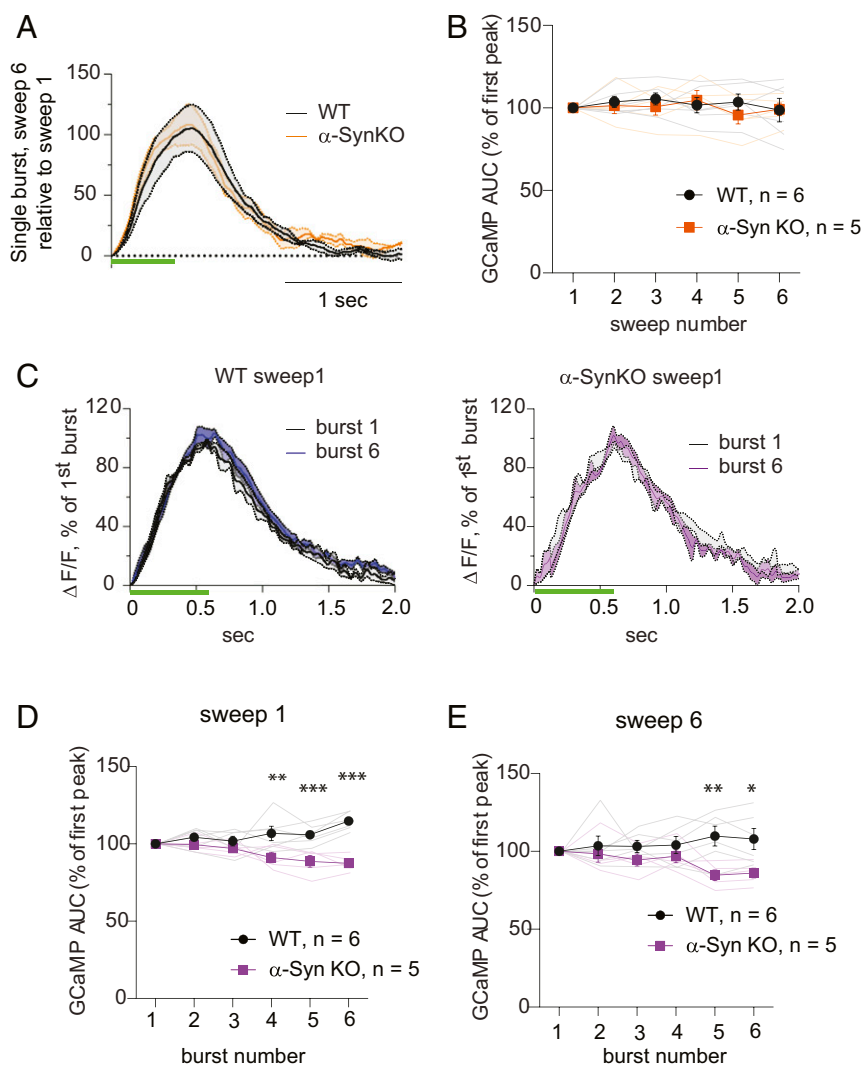 A
Single burst, sweep 6
relative to sweep 1
150
125
100
75
50
25
0
WT
α-SynKO
1 sec
B
GCaMP AUC (% of first peak)
150
100
50
0
WT, n = 6
α-Syn KO, n = 5
1 2 3 4 5 6
sweep number
C
WT sweep1
Δ F/F, % of 1st burst
120
80
40
0
burst 1
burst 6
0 0.5 1.0 1.5 2.0
sec
α-SynKO sweep1
Δ F/F, % of 1st burst
120
80
40
0
burst 1
burst 6
0 0.5 1.0 1.5 2.0
sec
D
sweep 1
GCaMP AUC (% of first peak)
150
100
50
0
** *** ***
WT, n = 6
α-Syn KO, n = 5
1 2 3 4 5 6
burst number
E
sweep 6
GCaMP AUC (% of first peak)
150
100
50
0
** *
WT, n = 6
α-Syn KO, n = 5
1 2 3 4 5 6
burst number